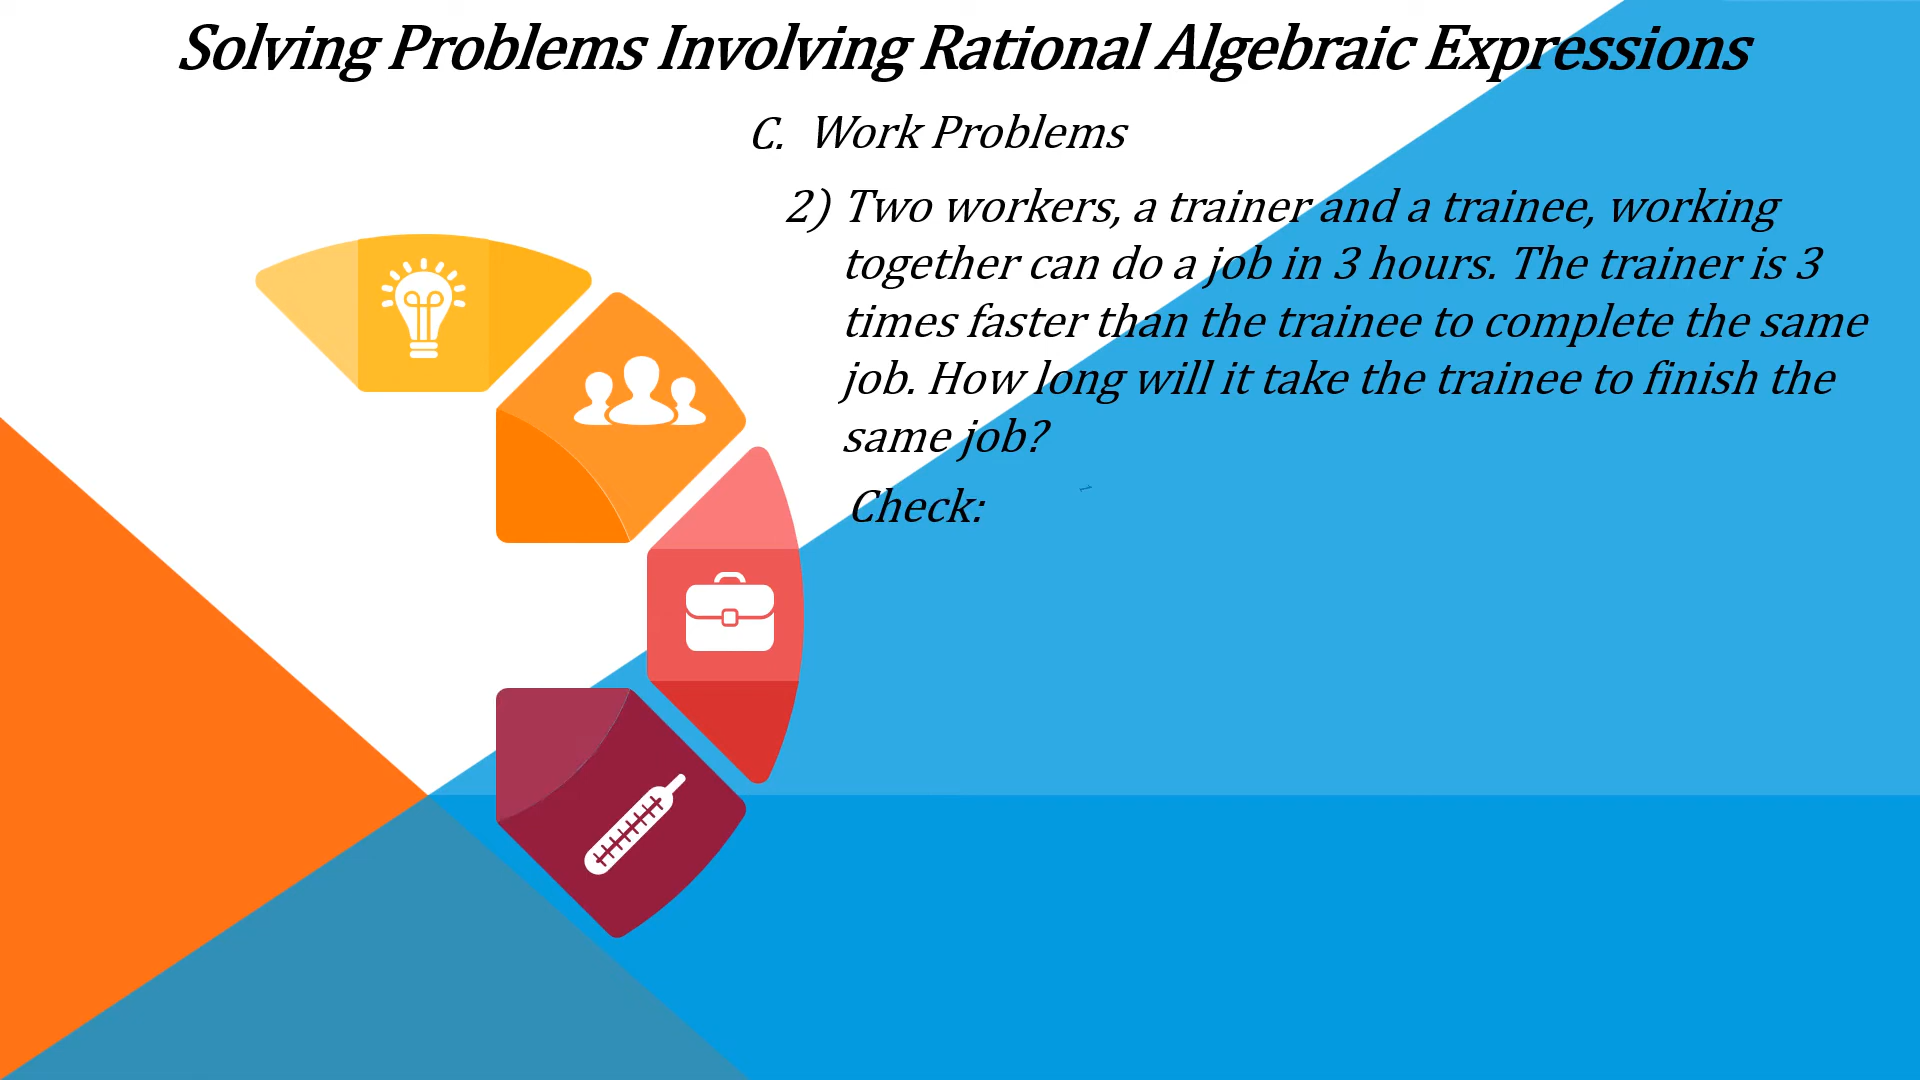 Solving Problems Involving Rational Algebraic Expressions
C. Work Problems
2) Two workers, a trainer and a trainee, working
together can do a job in 3 hours. The trainer is 3
times faster than the trainee to complete the same
job. How long will it take the trainee to finish the
same job?
Check: